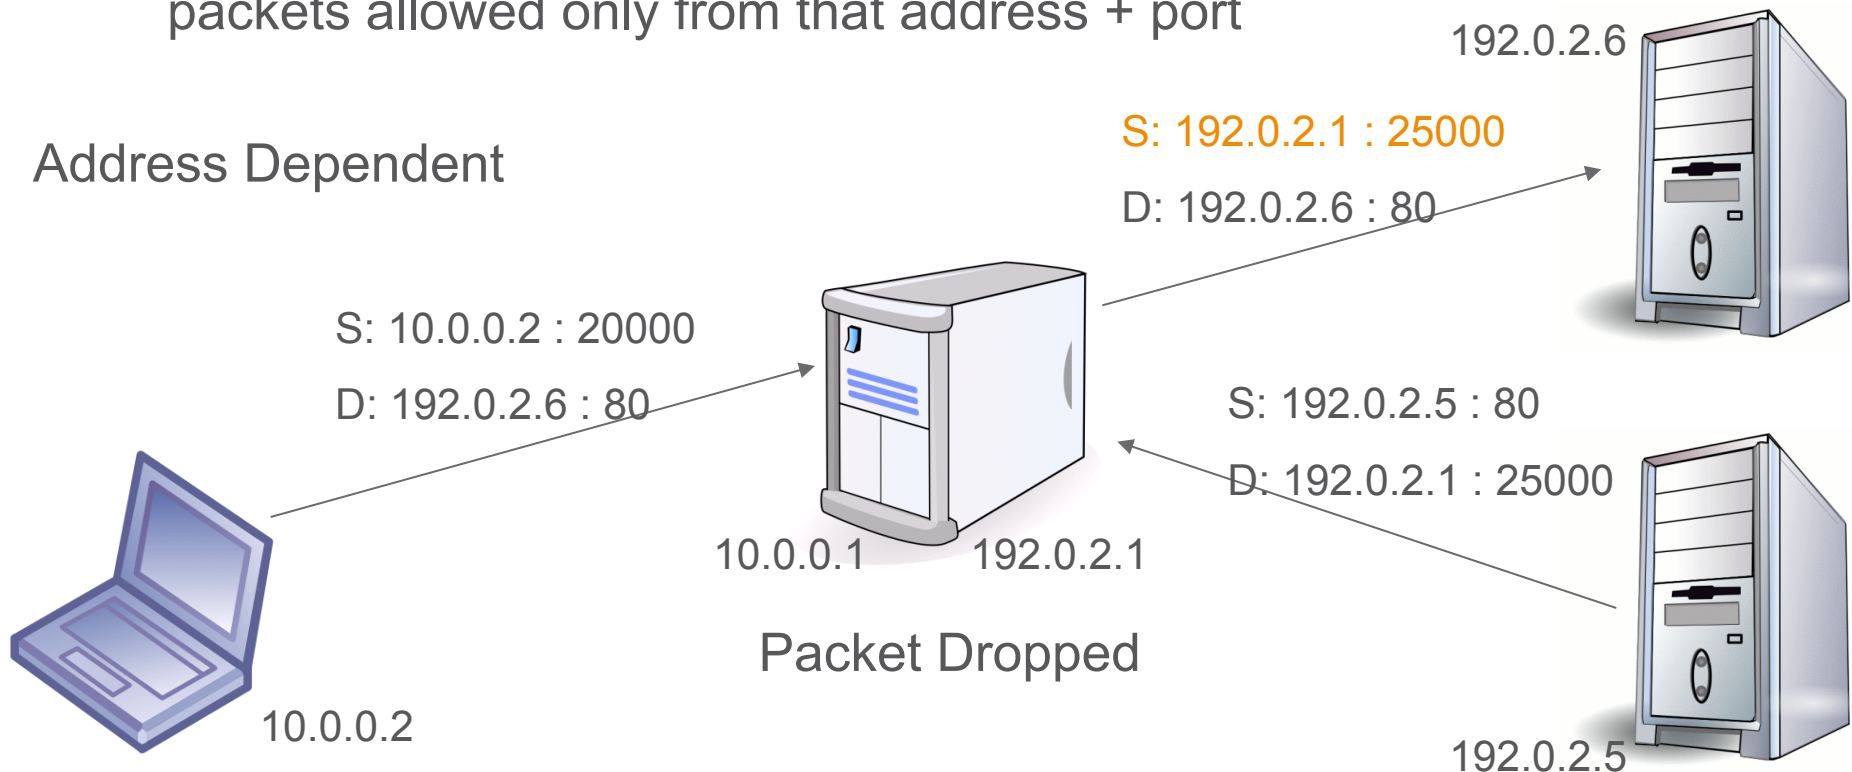 packets allowed only from that address + port
192.0.2.6
S: 192.0.2.1 : 25000
Address Dependent
D: 192.0.2.6 : 80
S: 10.0.0.2 : 20000
D: 192.0.2.6 : 80
S: 192.0.2.5 : 80
D: 192.0.2.1 : 25000
10.0.0.1
192.0.2.1
Packet Dropped
10.0.0.2
192.0.2.5